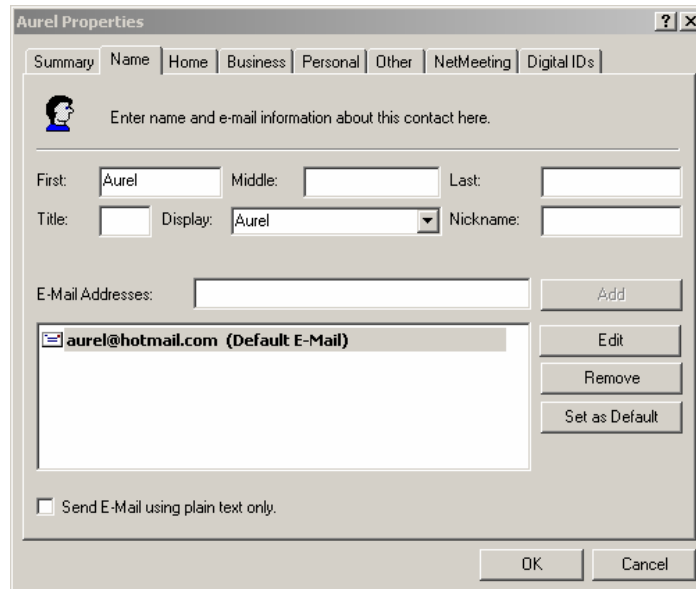 Aurel Properties ? X
Summary Name Home Business Personal Other NetMeeting Digital IDs
Enter name and e-mail information about this contact here.
First: Aurel Middle: Last:
Title: Display: Aurel Nickname:
E-Mail Addresses: Add
aurel@hotmail.com (Default E-Mail)
Edit
Remove
Set as Default
Send E-Mail using plain text only.
OK Cancel